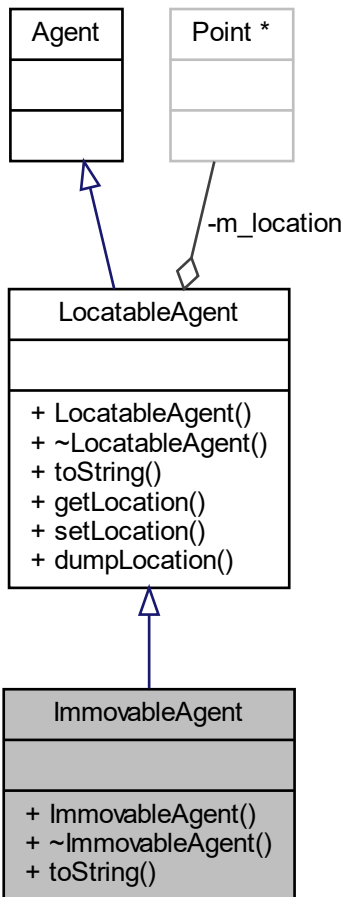 Agent
Point *
-m_location
LocatableAgent
+ LocatableAgent()
+ ~LocatableAgent()
+ toString()
+ getLocation()
+ setLocation()
+ dumpLocation()
ImmovableAgent
+ ImmovableAgent()
+ ~ImmovableAgent()
+ toString()